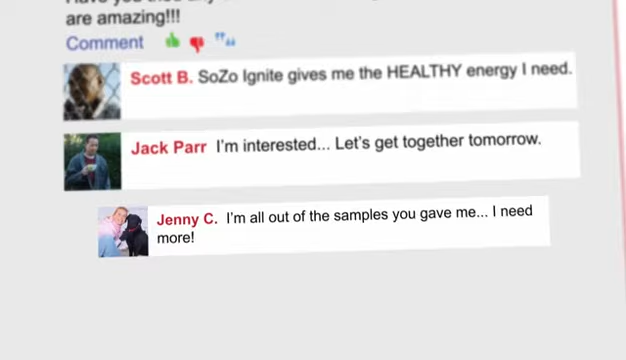 are amazing!!!
Comment
Scott B. SoZo Ignite gives me the HEALTHY energy I need.
Jack Parr I'm interested... Let's get together tomorrow.
Jenny C. I'm all out of the samples you gave me... I need
more!